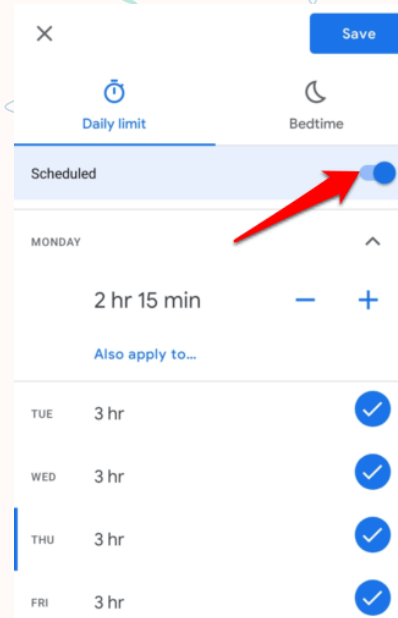 Save
Daily limit
Bedtime
Scheduled
MONDAY
2 hr 15 min
Also apply to...
TUE 3 hr
WED 3 hr
THU 3 hr
FRI 3 hr